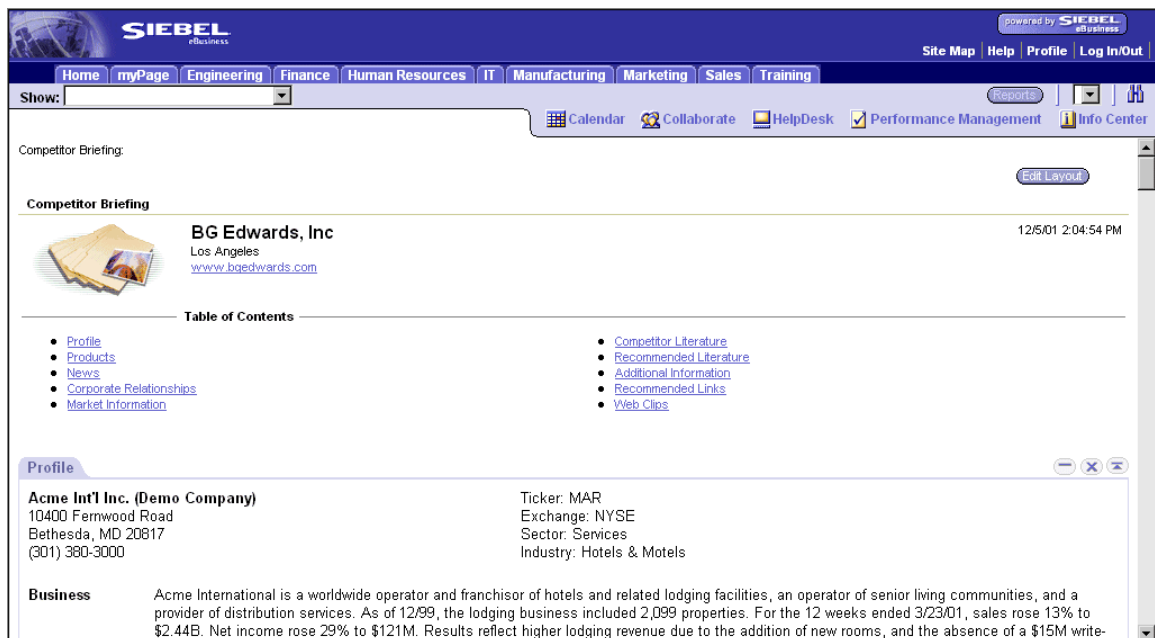 SIEBEL
eBusiness
powered by SIEBEL
eBusiness
Site Map | Help | Profile | Log In/Out
Home myPage Engineering Finance Human Resources IT Manufacturing Marketing Sales Training
Show:
Reports
Calendar Collaborate HelpDesk Performance Management Info Center
Competitor Briefing:
Edit Layout
Competitor Briefing
BG Edwards, Inc
12/5/01 2:04:54 PM
Los Angeles
www.bgedwards.com
Table of Contents
Profile
Products
News
Corporate Relationships
Market Information
Competitor Literature
Recommended Literature
Additional Information
Recommended Links
Web Clips
Profile
Acme Int'l Inc. (Demo Company)
10400 Fernwood Road
Bethesda, MD 20817
(301) 380-3000
Ticker: MAR
Exchange: NYSE
Sector: Services
Industry: Hotels & Motels
Business
Acme International is a worldwide operator and franchisor of hotels and related lodging facilities, an operator of senior living communities, and a
provider of distribution services. As of 12/99, the lodging business included 2,099 properties. For the 12 weeks ended 3/23/01, sales rose 13% to
$2.44B. Net income rose 29% to $121M. Results reflect higher lodging revenue due to the addition of new rooms, and the absence of a $15M write-